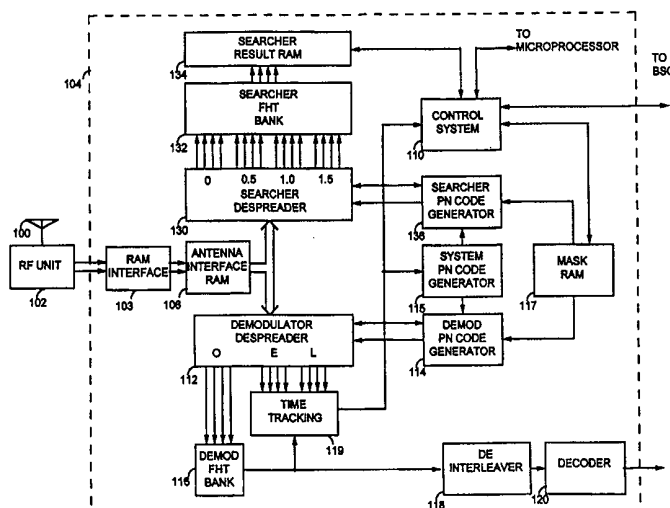 SEARCHER
RESULT RAM
134
TO
MICROPROCESSOR
TO
BSC
104
SEARCHER
FHT
BANK
132
CONTROL
SYSTEM
110
0 0.5 1.0 1.5
SEARCHER
DESPREADER
130
SEARCHER
PN CODE
GENERATOR
136
100
RF UNIT
102
RAM
INTERFACE
103
ANTENNA
INTERFACE
RAM
106
SYSTEM
PN CODE
GENERATOR
115
MASK
RAM
117
DEMODULATOR
DESPREADER
O E L
112
DEMOD
PN CODE
GENERATOR
114
TIME
TRACKING
119
DEMOD
FHT
BANK
116
DE
INTERLEAVER
118
DECODER
120